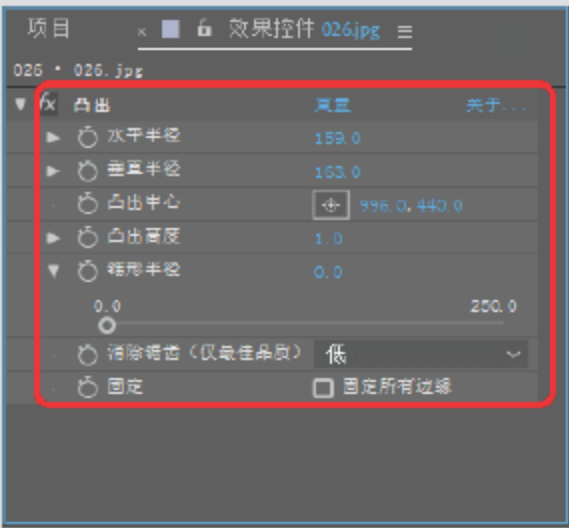 项目 × 效果控件 026.jpg ≡
026 • 026.jpg
fx 凸出 重置 关于...
水平半径 159.0
垂直半径 163.0
凸出中心 996.0, 440.0
凸出高度 1.0
锥形半径 0.0
0.0 250.0
消除锯齿（仅最佳品质） 低
固定 固定所有边缘